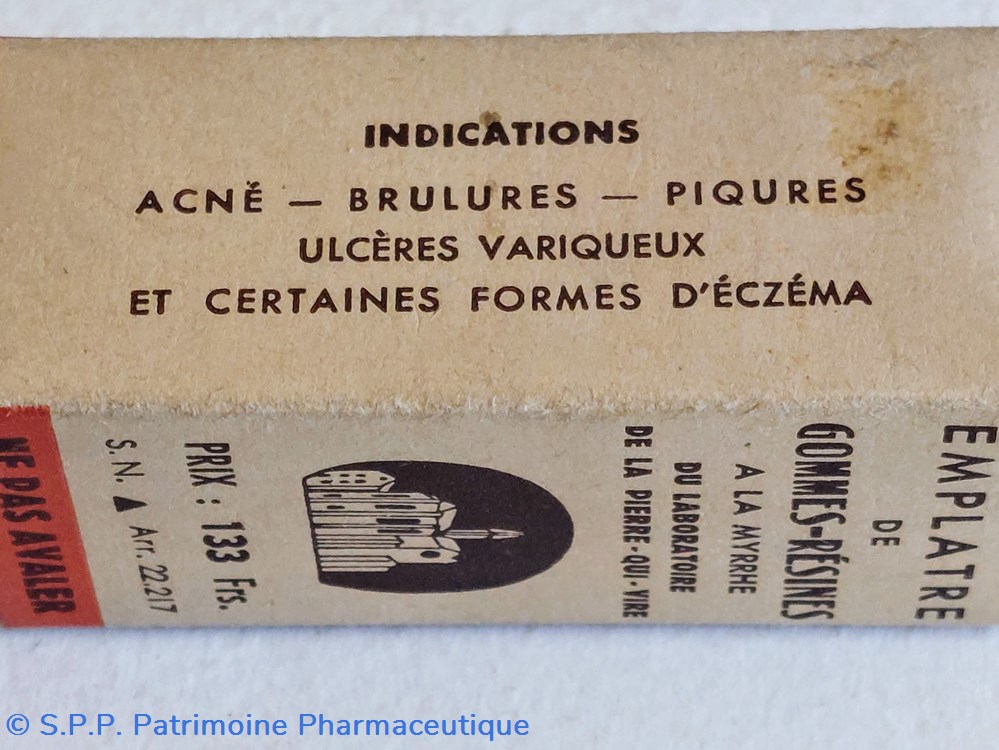 INDICATIONS
ACNÉ — BRULURES — PIQURES
ULCÈRES VARIQUEUX
ET CERTAINES FORMES D'ÉCZÉMA
EMPLATRE
DE
GOMMES-RÉSINES
A LA MYRRHE
DU LABORATOIRE
DE LA PIERRE-QUI-VIRE
PRIX : 133 Frs.
S.N. ▲ Arr. 22.217
NE PAS AVALER
© S.P.P. Patrimoine Pharmaceutique